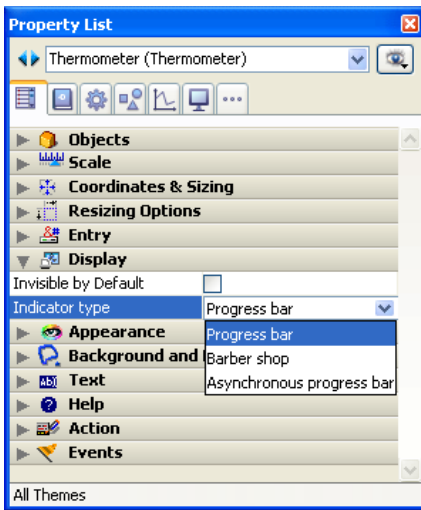 Property List
Thermometer (Thermometer)
Objects
Scale
Coordinates & Sizing
Resizing Options
Entry
Display
Invisible by Default
Indicator type Progress bar
Progress bar
Barber shop
Asynchronous progress bar
Appearance
Background and
Text
Help
Action
Events
All Themes